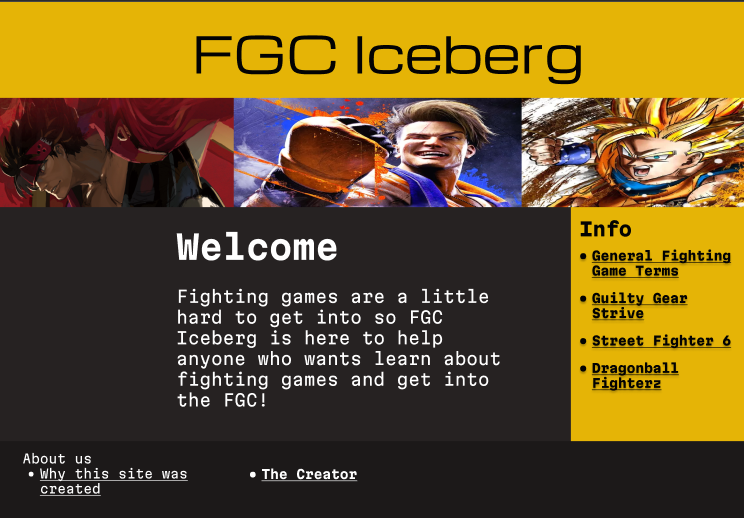 FGC Iceberg
Welcome
Fighting games are a little
hard to get into so FGC
Iceberg is here to help
anyone who wants learn about
fighting games and get into
the FGC!
Info
General Fighting
Game Terms
Guilty Gear
Strive
Street Fighter 6
Dragonball
Fighterz
About us
Why this site was
created
The Creator